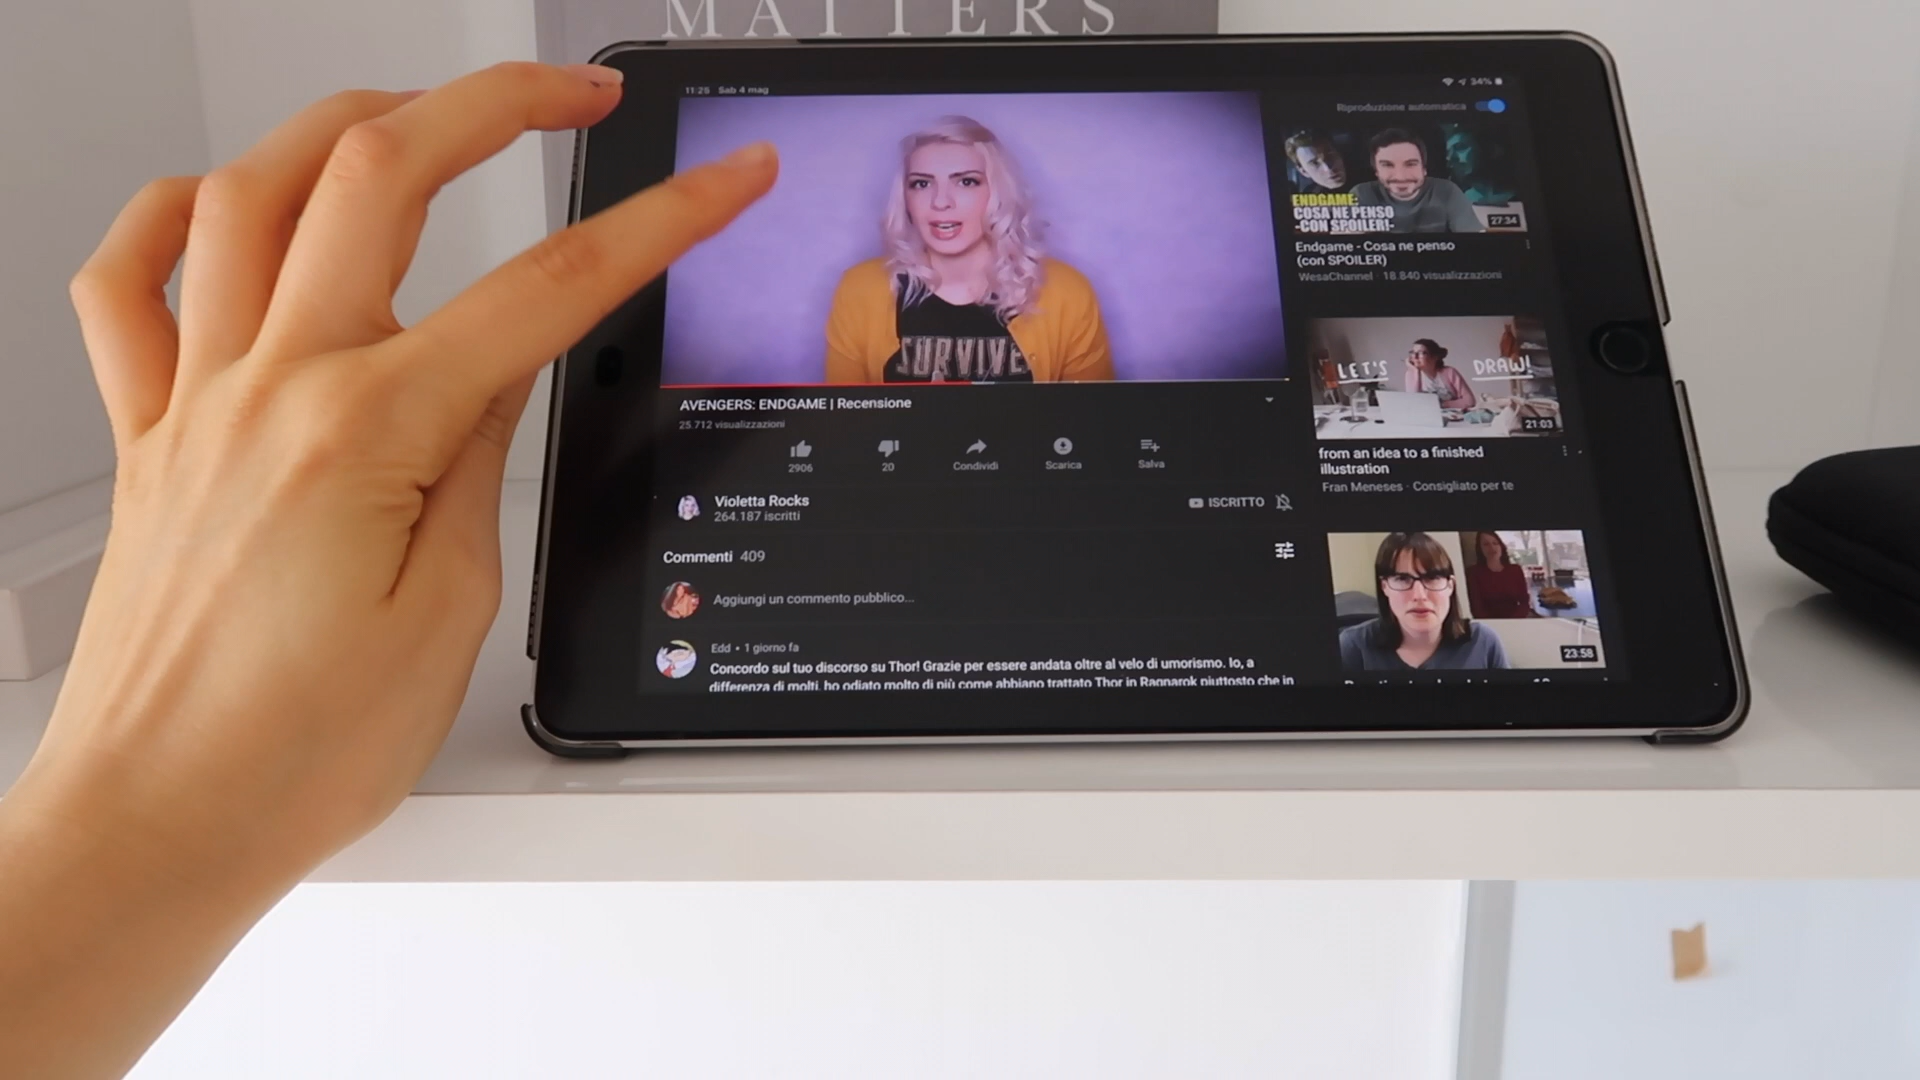 MATTERS
11:25 Sab 4 mag
34%
Riproduzione automatica
SURVIVE
AVENGERS: ENDGAME | Recensione
25.712 visualizzazioni
2906
20
Condividi
Scarica
Salva
Violetta Rocks
264.187 iscritti
ISCRITTO
Commenti 409
Aggiungi un commento pubblico...
Edd • 1 giorno fa
Concordo sul tuo discorso su Thor! Grazie per essere andata oltre al velo di umorismo. Io, a
differenza di molti, ho odiato molto di più come abbiano trattato Thor in Ragnarok piuttosto che in
ENDGAME:
COSA NE PENSO
-CON SPOILER!-
27:34
Endgame - Cosa ne penso
(con SPOILER)
WesaChannel · 18.840 visualizzazioni
LET'S DRAW!
21:03
from an idea to a finished
illustration
Fran Meneses · Consigliato per te
23:58